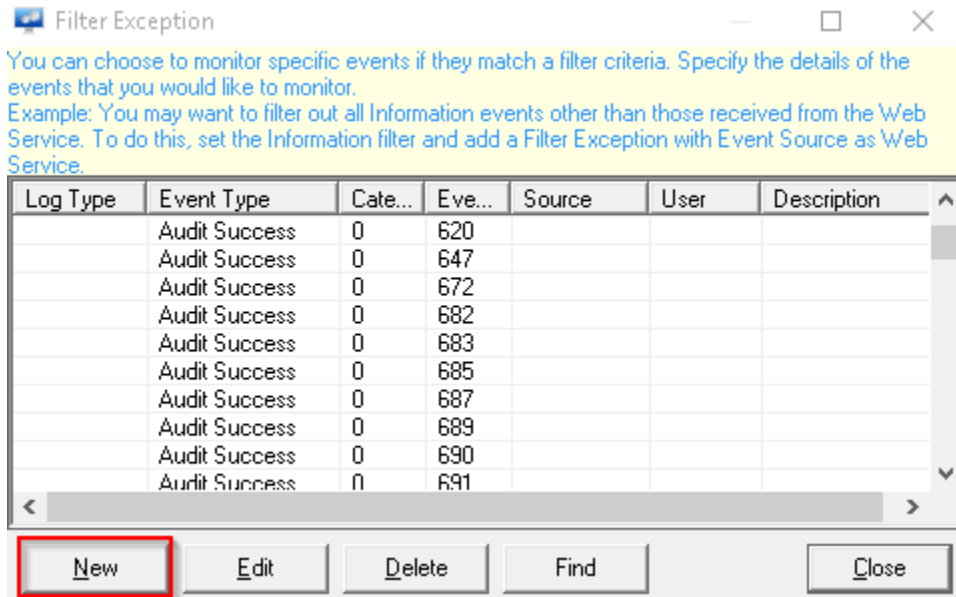 Filter Exception
You can choose to monitor specific events if they match a filter criteria. Specify the details of the
events that you would like to monitor.
Example: You may want to filter out all Information events other than those received from the Web
Service. To do this, set the Information filter and add a Filter Exception with Event Source as Web
Service.
Log Type Event Type Cate... Eve... Source User Description
Audit Success 0 620
Audit Success 0 647
Audit Success 0 672
Audit Success 0 682
Audit Success 0 683
Audit Success 0 685
Audit Success 0 687
Audit Success 0 689
Audit Success 0 690
Audit Success 0 691
New Edit Delete Find Close